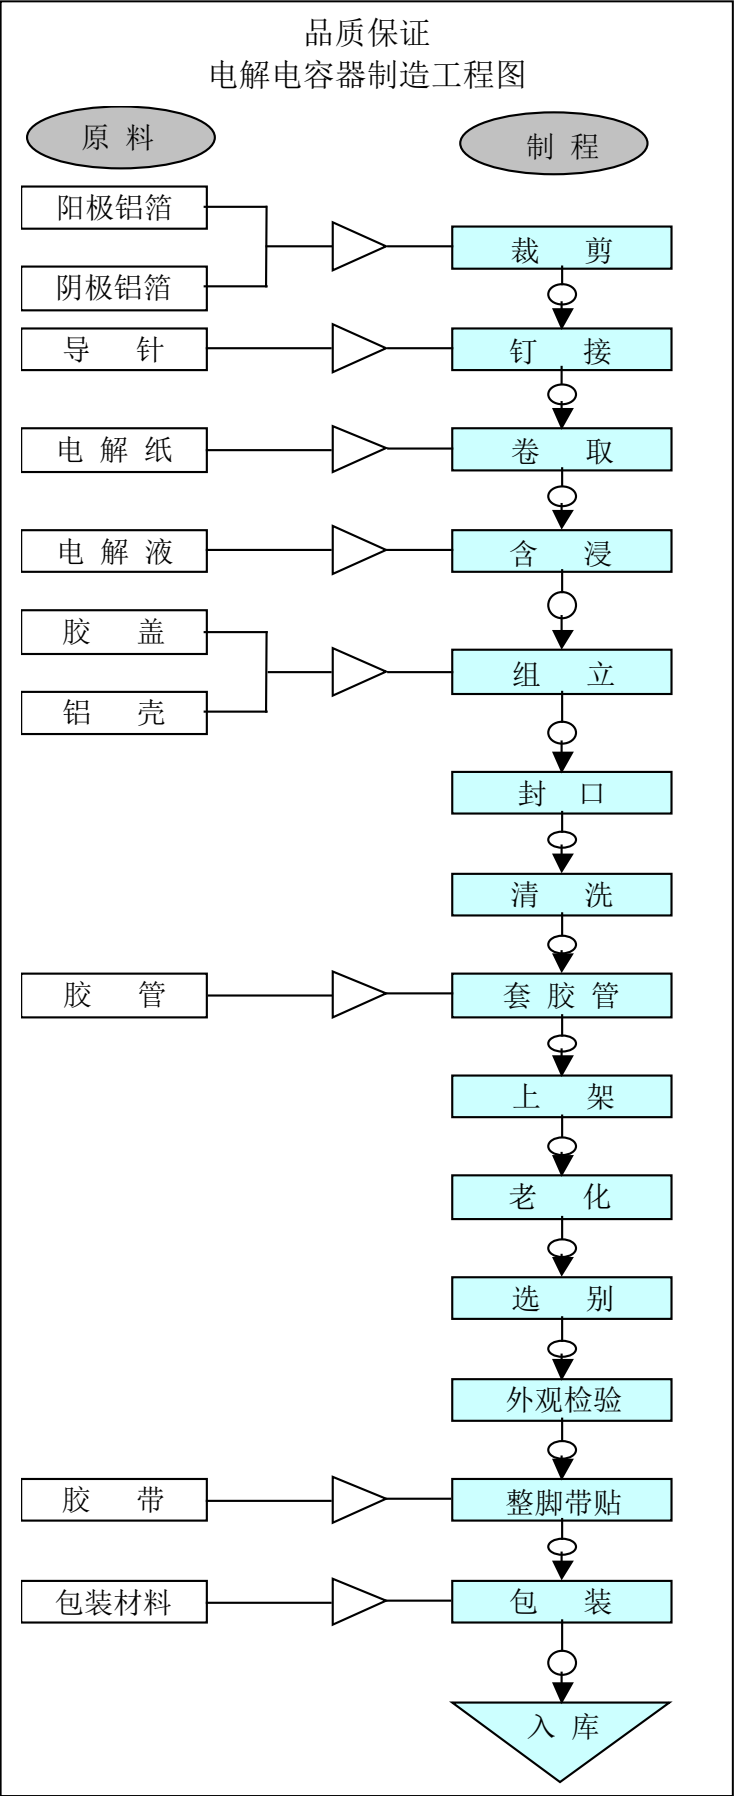 品质保证
电解电容器制造工程图
原 料
制 程
阳极铝箔
裁 剪
阴极铝箔
导 针
钉 接
电 解 纸
卷 取
电 解 液
含 浸
胶 盖
组 立
铝 壳
封 口
清 洗
胶 管
套 胶 管
上 架
老 化
选 别
外观检验
胶 带
整脚带贴
包装材料
包 装
入 库